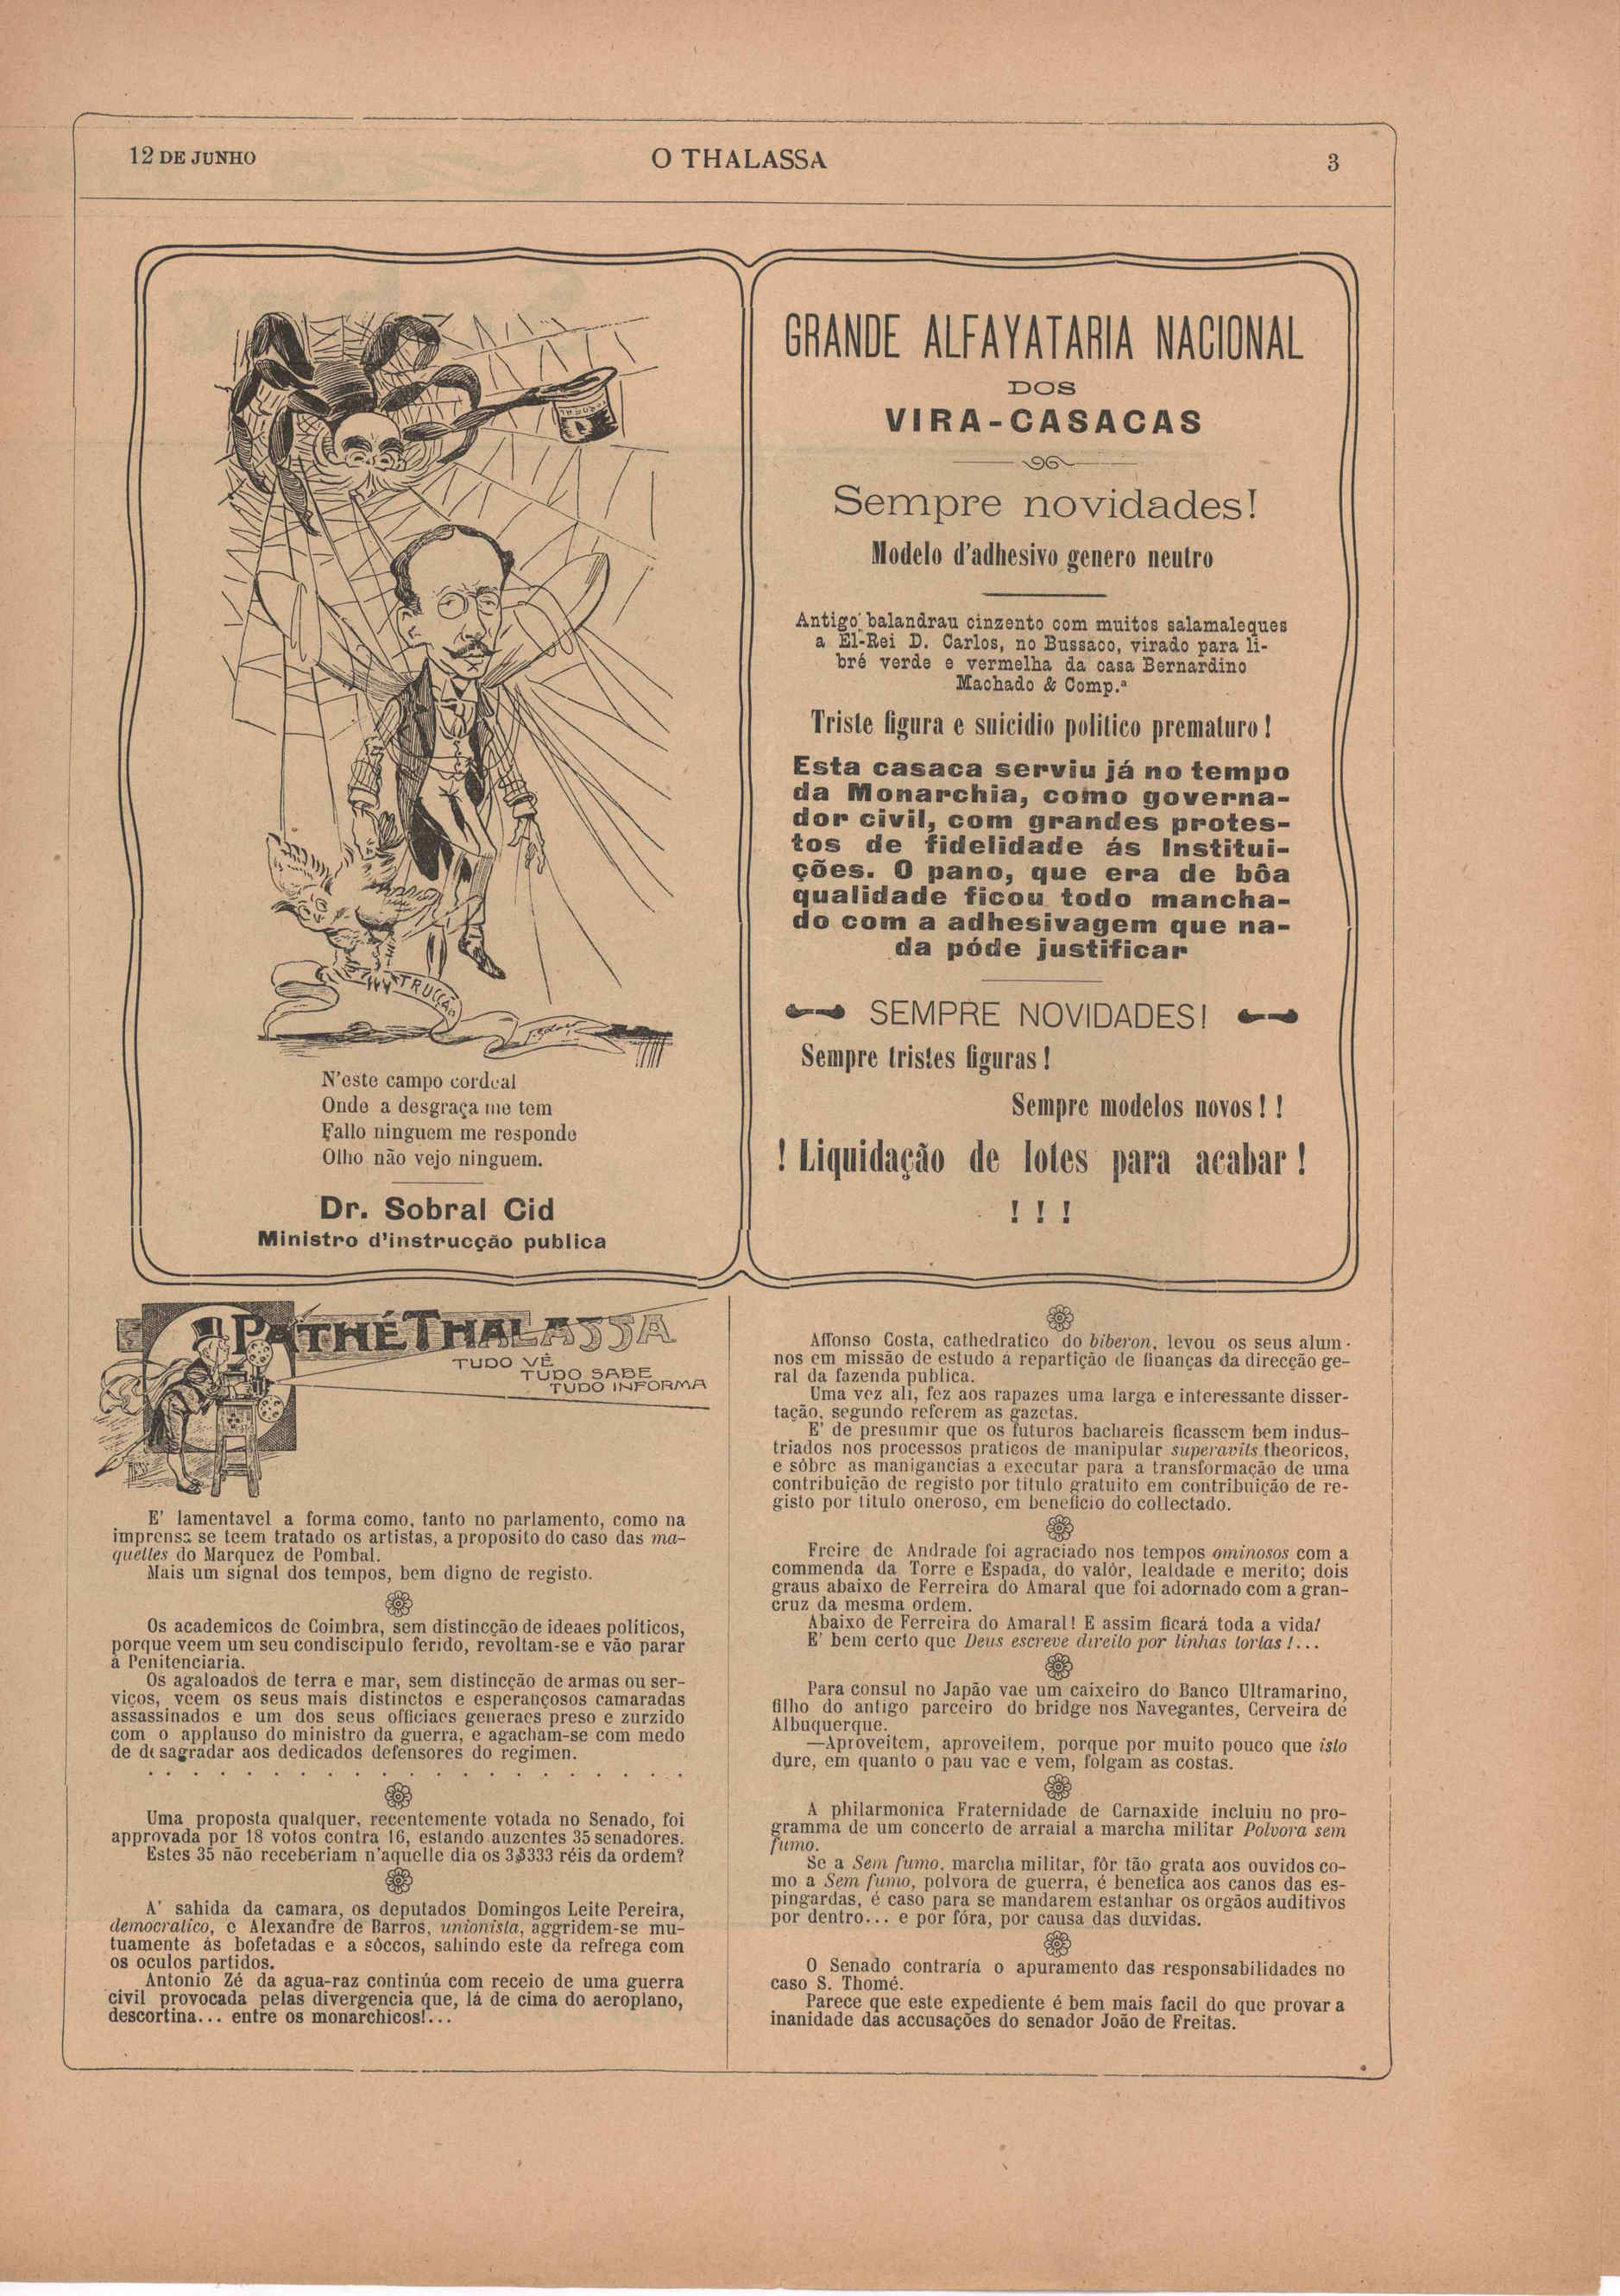 12 DE JUNHO
O THALASSA
3
TRUCÇÃO
N'este campo cordeal
Onde a desgraça me tem
Fallo ninguem me responde
Olho não vejo ninguem.
Dr. Sobral Cid
Ministro d'instrucção publica
GRANDE ALFAYATARIA NACIONAL
DOS
VIRA-CASACAS
Sempre novidades!
Modelo d'adhesivo genero neutro
Antigo balandrau cinzento com muitos salamaleques
a El-Rei D. Carlos, no Bussaco, virado para li-
bré verde e vermelha da casa Bernardino
Machado & Comp.ª
Triste figura e suicidio politico prematuro!
Esta casaca serviu já no tempo
da Monarchia, como governa-
dor civil, com grandes protes-
tos de fidelidade ás Institui-
ções. O pano, que era de bôa
qualidade ficou todo mancha-
do com a adhesivagem que na-
da póde justificar
SEMPRE NOVIDADES!
Sempre tristes figuras!
Sempre modelos novos!!
! Liquidação de lotes para acabar!
!!!
PATHÉ THALASSA
TUDO VÊ
TUDO SABE
TUDO INFORMA
E' lamentavel a forma como, tanto no parlamento, como na
imprensa se teem tratado os artistas, a proposito do caso das ma-
quettes do Marquez de Pombal.
Mais um signal dos tempos, bem digno de registo.
Os academicos de Coimbra, sem distincção de ideaes politicos,
porque veem um seu condiscipulo ferido, revoltam-se e vão parar
á Penitenciaria.
Os agaloados de terra e mar, sem distincção de armas ou ser-
viços, veem os seus mais distinctos e esperançosos camaradas
assassinados e um dos seus officiaes generaes preso e zurzido
com o applauso do ministro da guerra, e agacham-se com medo
de desagradar aos dedicados defensores do regimen.
. . . . . . . . . . . . . . . . . . . . . . . .
Uma proposta qualquer, recentemente votada no Senado, foi
approvada por 18 votos contra 16, estando auzentes 35 senadores.
Estes 35 não receberiam n'aquelle dia os 3$333 réis da ordem?
A' sahida da camara, os deputados Domingos Leite Pereira,
democratico, e Alexandre de Barros, unionista, aggridem-se mu-
tuamente ás bofetadas e a sôccos, sahindo este da refrega com
os oculos partidos.
Antonio Zé da agua-raz continúa com receio de uma guerra
civil provocada pelas divergencia que, lá de cima do aeroplano,
descortina... entre os monarchicos!...
Affonso Costa, cathedratico do biberon, levou os seus alum-
nos em missão de estudo á repartição de finanças da direcção ge-
ral da fazenda publica.
Uma vez ali, fez aos rapazes uma larga e interessante disser-
tação, segundo referem as gazetas.
E' de presumir que os futuros bachareis ficassem bem indus-
triados nos processos praticos de manipular superavits theoricos,
e sôbre as manigancias a executar para a transformação de uma
contribuição de registo por titulo gratuito em contribuição de re-
gisto por titulo oneroso, em beneficio do collectado.
Freire de Andrade foi agraciado nos tempos ominosos com a
commenda da Torre e Espada, do valôr, lealdade e merito; dois
graus abaixo de Ferreira do Amaral que foi adornado com a gran-
cruz da mesma ordem.
Abaixo de Ferreira do Amaral! E assim ficará toda a vida!
E' bem certo que Deus escreve direito por linhas tortas!...
Para consul no Japão vae um caixeiro do Banco Ultramarino,
filho do antigo parceiro do bridge nos Navegantes, Cerveira de
Albuquerque.
—Aproveitem, aproveitem, porque por muito pouco que isto
dure, em quanto o pau vae e vem, folgam as costas.
A philarmonica Fraternidade de Carnaxide incluiu no pro-
gramma de um concerto de arraial a marcha militar Polvora sem
fumo.
Se a Sem fumo, marcha militar, fôr tão grata aos ouvidos co-
mo a Sem fumo, polvora de guerra, é benefica aos canos das es-
pingardas, é caso para se mandarem estanhar os orgãos auditivos
por dentro... e por fóra, por causa das duvidas.
O Senado contraría o apuramento das responsabilidades no
caso S. Thomé.
Parece que este expediente é bem mais facil do que provar a
inanidade das accusações do senador João de Freitas.